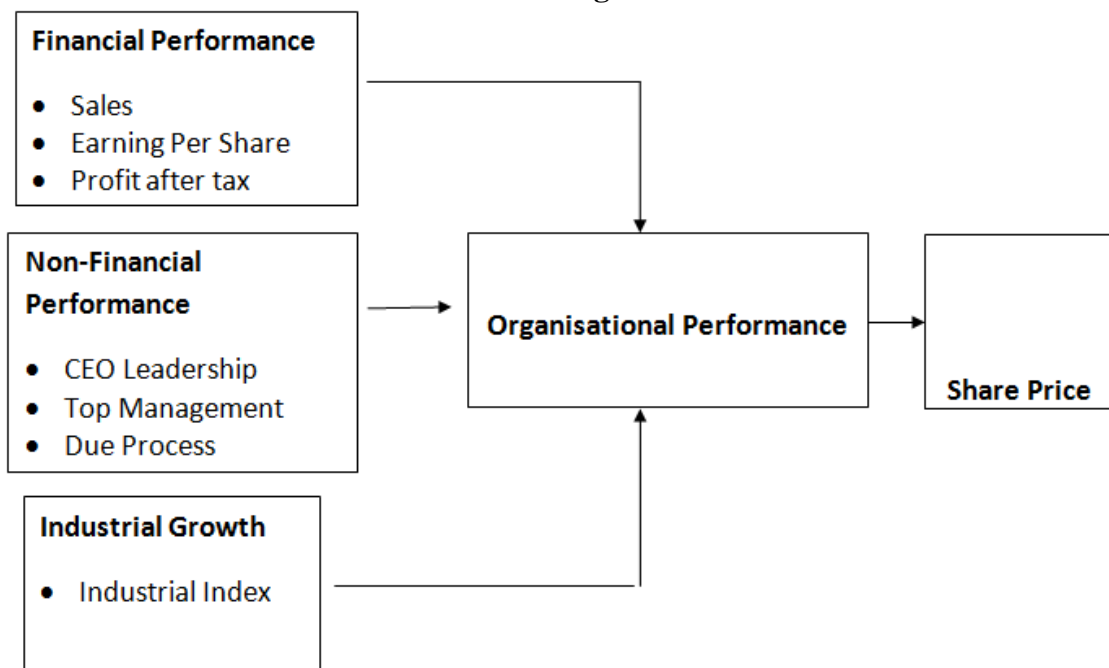 Financial Performance
• Sales
• Earning Per Share
• Profit after tax
Non-Financial
Performance
• CEO Leadership
• Top Management
• Due Process
Industrial Growth
• Industrial Index
Organisational Performance
Share Price